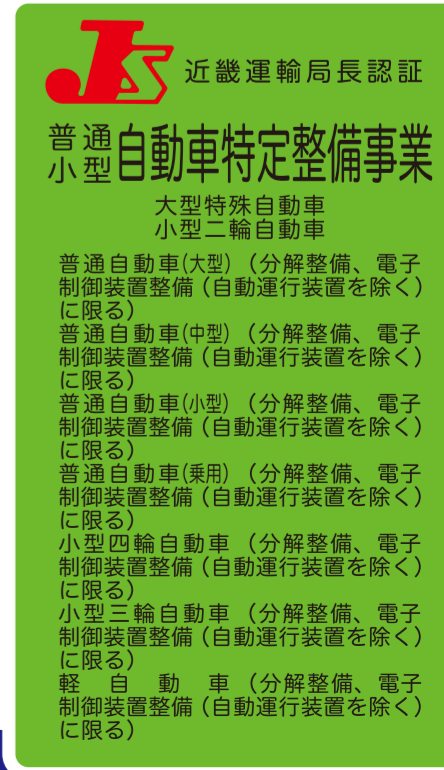 JS 近畿運輸局長認証
普通
小型 自動車特定整備事業
大型特殊自動車
小型二輪自動車
普通自動車(大型)（分解整備、電子
制御装置整備（自動運行装置を除く）
に限る）
普通自動車(中型)（分解整備、電子
制御装置整備（自動運行装置を除く）
に限る）
普通自動車(小型)（分解整備、電子
制御装置整備（自動運行装置を除く）
に限る）
普通自動車(乗用)（分解整備、電子
制御装置整備（自動運行装置を除く）
に限る）
小型四輪自動車（分解整備、電子
制御装置整備（自動運行装置を除く）
に限る）
小型三輪自動車（分解整備、電子
制御装置整備（自動運行装置を除く）
に限る）
軽自動車（分解整備、電子
制御装置整備（自動運行装置を除く）
に限る）